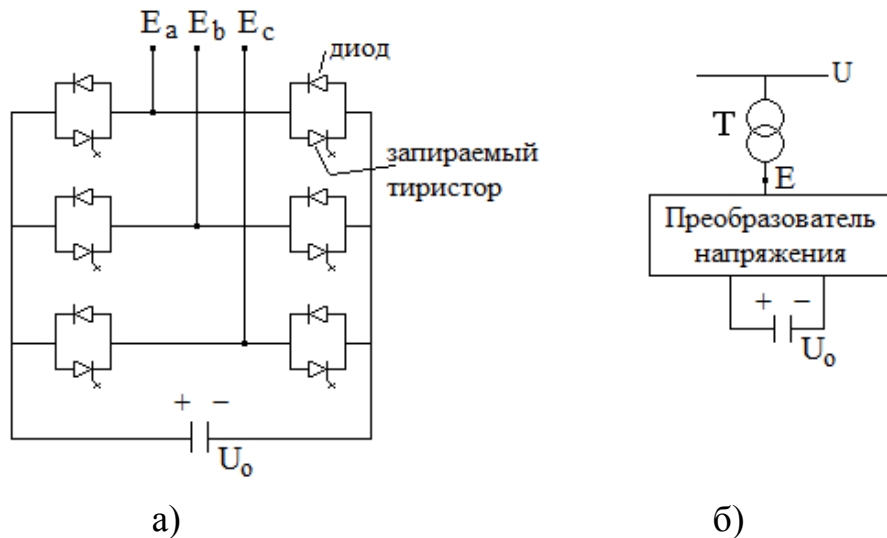 E a E b E c
диод
запираемый
тиристор
+ −
U о
а)
U
T
E
Преобразователь
напряжения
+ −
U о
б)